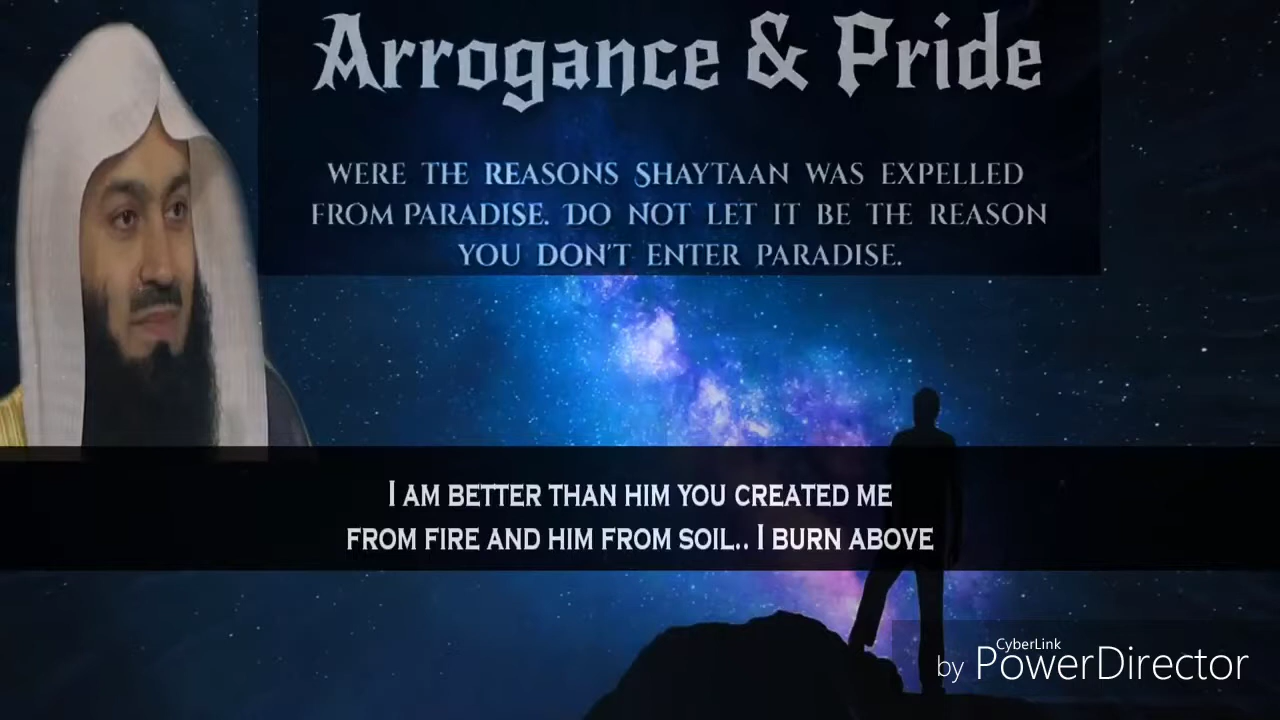 Arrogance & Pride
WERE THE REASONS SHAYTAAN WAS EXPELLED
FROM PARADISE. DO NOT LET IT BE THE REASON
YOU DON'T ENTER PARADISE.
I AM BETTER THAN HIM YOU CREATED ME
FROM FIRE AND HIM FROM SOIL.. I BURN ABOVE
CyberLink
by PowerDirector